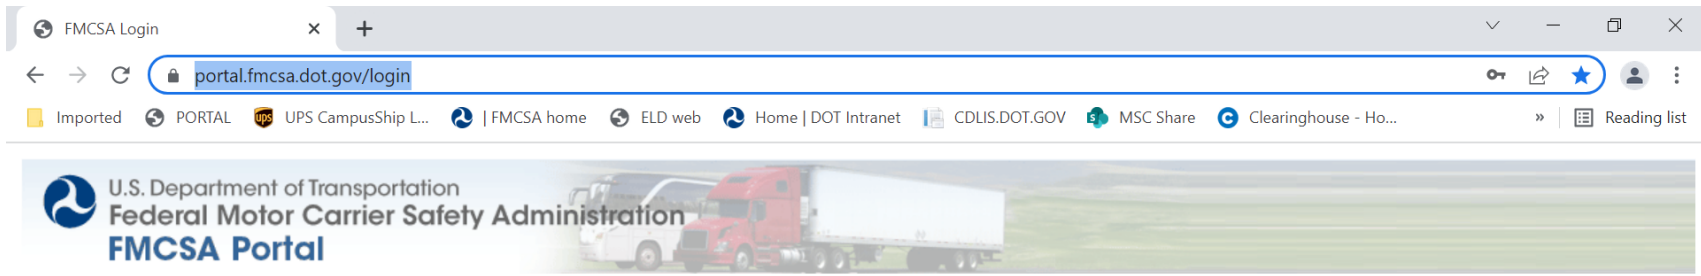 FMCSA Login
portal.fmcsa.dot.gov/login
Imported PORTAL ups UPS CampusShip L... | FMCSA home ELD web Home | DOT Intranet CDLIS.DOT.GOV MSC Share Clearinghouse - Ho... » Reading list
U.S. Department of Transportation
Federal Motor Carrier Safety Administration
FMCSA Portal